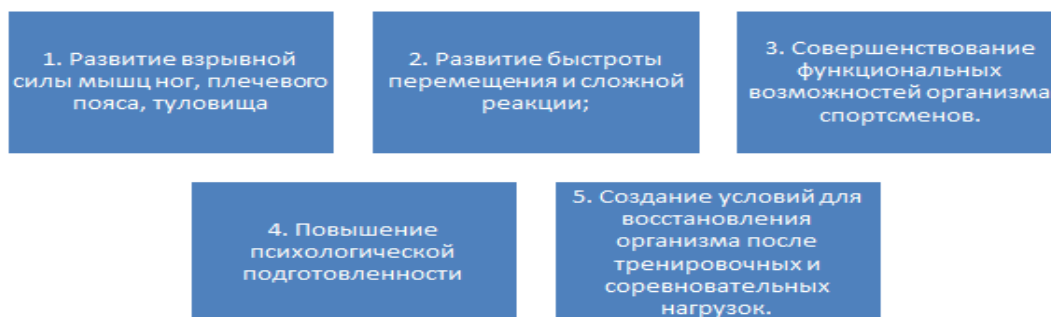 1. Развитие взрывной
силы мышц ног, плечевого
пояса, туловища
2. Развитие быстроты
перемещения и сложной
реакции;
3. Совершенствование
функциональных
возможностей организма
спортсменов.
4. Повышение
психологической
подготовленности
5. Создание условий для
восстановления
организма после
тренировочных и
соревновательных
нагрузок.